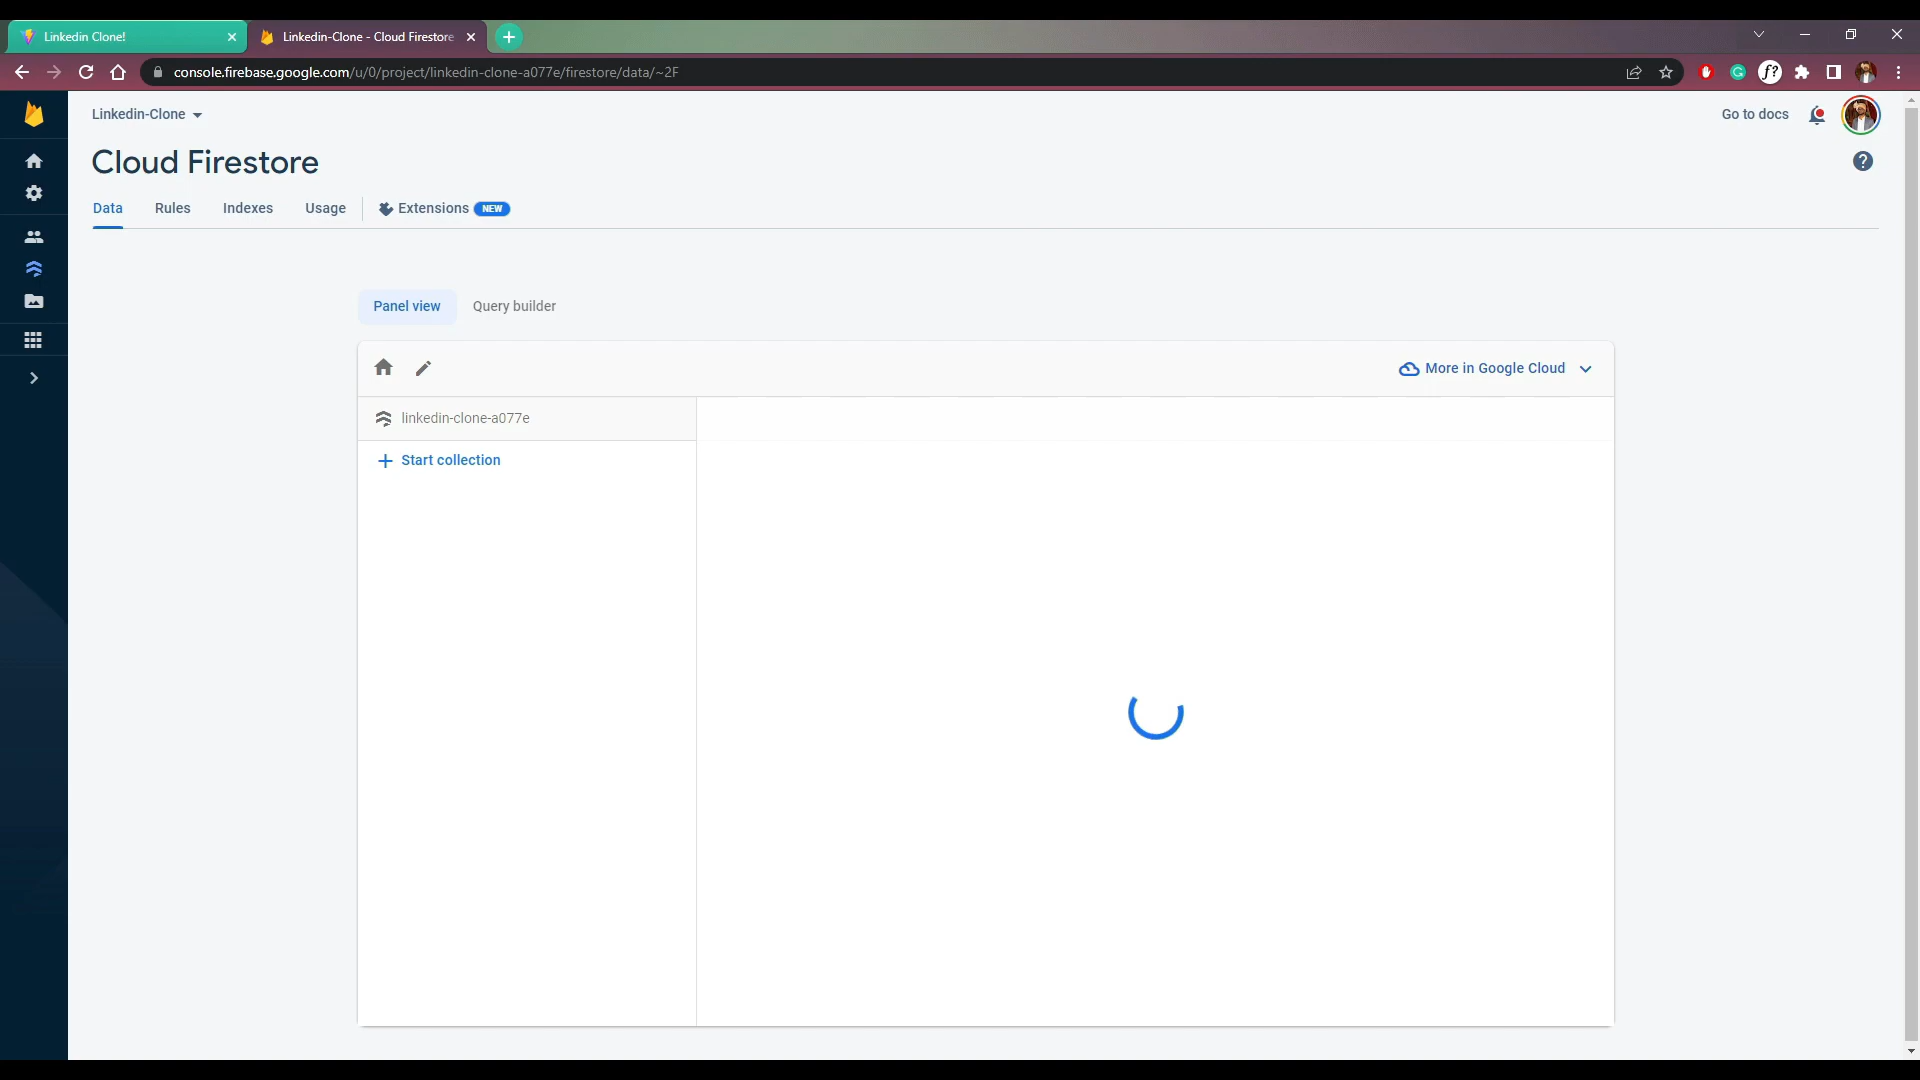 Linkedin Clone!
Linkedin-Clone - Cloud Firestore
console.firebase.google.com/u/0/project/linkedin-clone-a077e/firestore/data/~2F
Linkedin-Clone
Go to docs
Cloud Firestore
Data
Rules
Indexes
Usage
Extensions
NEW
Panel view
Query builder
More in Google Cloud
linkedin-clone-a077e
Start collection